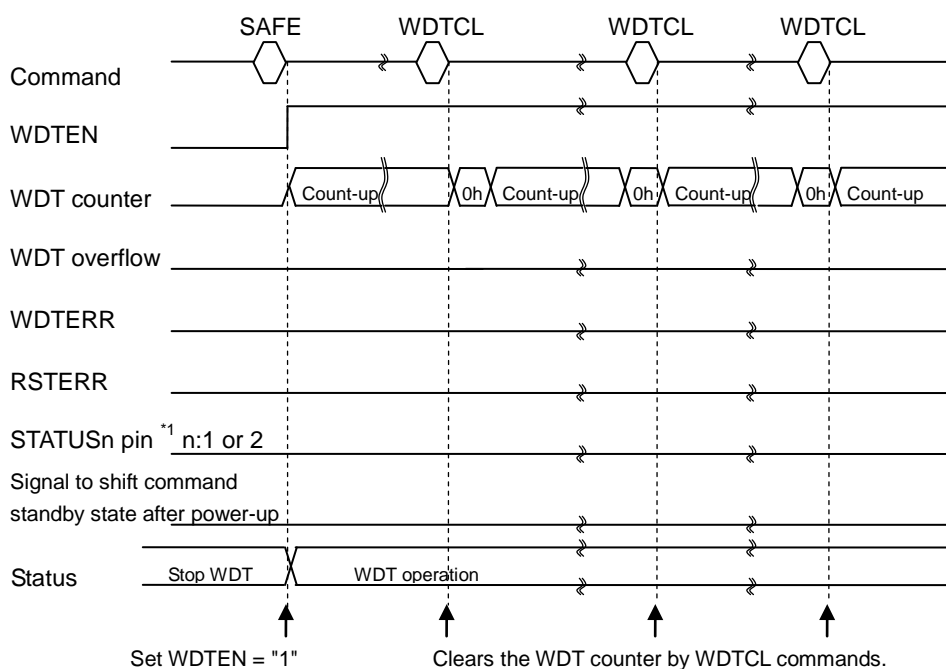 SAFE WDTCL WDTCL WDTCL
Command
WDTEN
WDT counter Count-up 0h Count-up 0h Count-up 0h Count-up
WDT overflow
WDTERR
RSTERR
STATUSn pin *1 n:1 or 2
Signal to shift command
standby state after power-up
Status Stop WDT WDT operation
Set WDTEN = "1" Clears the WDT counter by WDTCL commands.